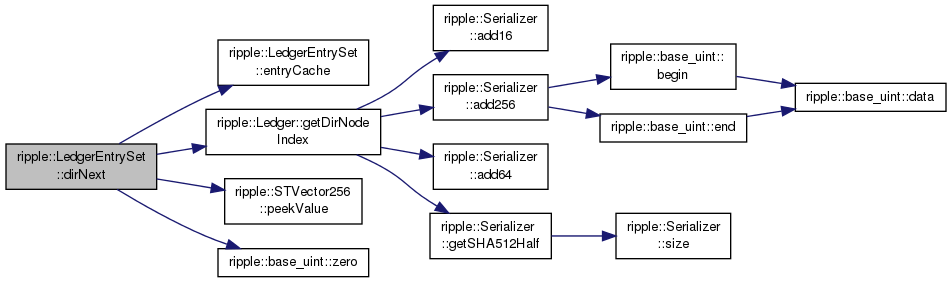 ripple::LedgerEntrySet
::dirNext
ripple::LedgerEntrySet
::entryCache
ripple::Ledger::getDirNode
Index
ripple::STVector256
::peekValue
ripple::base_uint::zero
ripple::Serializer
::add16
ripple::Serializer
::add256
ripple::Serializer
::add64
ripple::Serializer
::getSHA512Half
ripple::base_uint::
begin
ripple::base_uint::end
ripple::Serializer
::size
ripple::base_uint::data